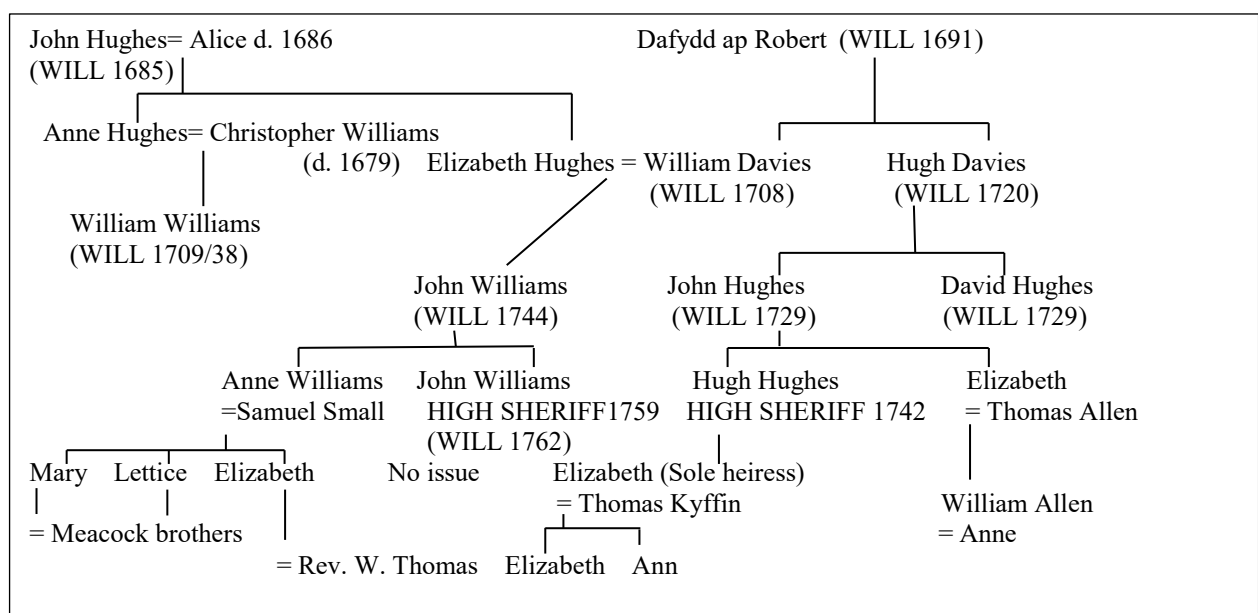 John Hughes= Alice d. 1686 Dafydd ap Robert (WILL 1691)
(WILL 1685)
Anne Hughes= Christopher Williams
(d. 1679) Elizabeth Hughes = William Davies Hugh Davies
(WILL 1708) (WILL 1720)
William Williams
(WILL 1709/38)
John Williams John Hughes David Hughes
(WILL 1744) (WILL 1729) (WILL 1729)
Anne Williams John Williams Hugh Hughes Elizabeth
=Samuel Small HIGH SHERIFF1759 HIGH SHERIFF 1742 = Thomas Allen
(WILL 1762)
Mary Lettice Elizabeth No issue Elizabeth (Sole heiress)
= Thomas Kyffin William Allen
= Meacock brothers = Anne
= Rev. W. Thomas Elizabeth Ann